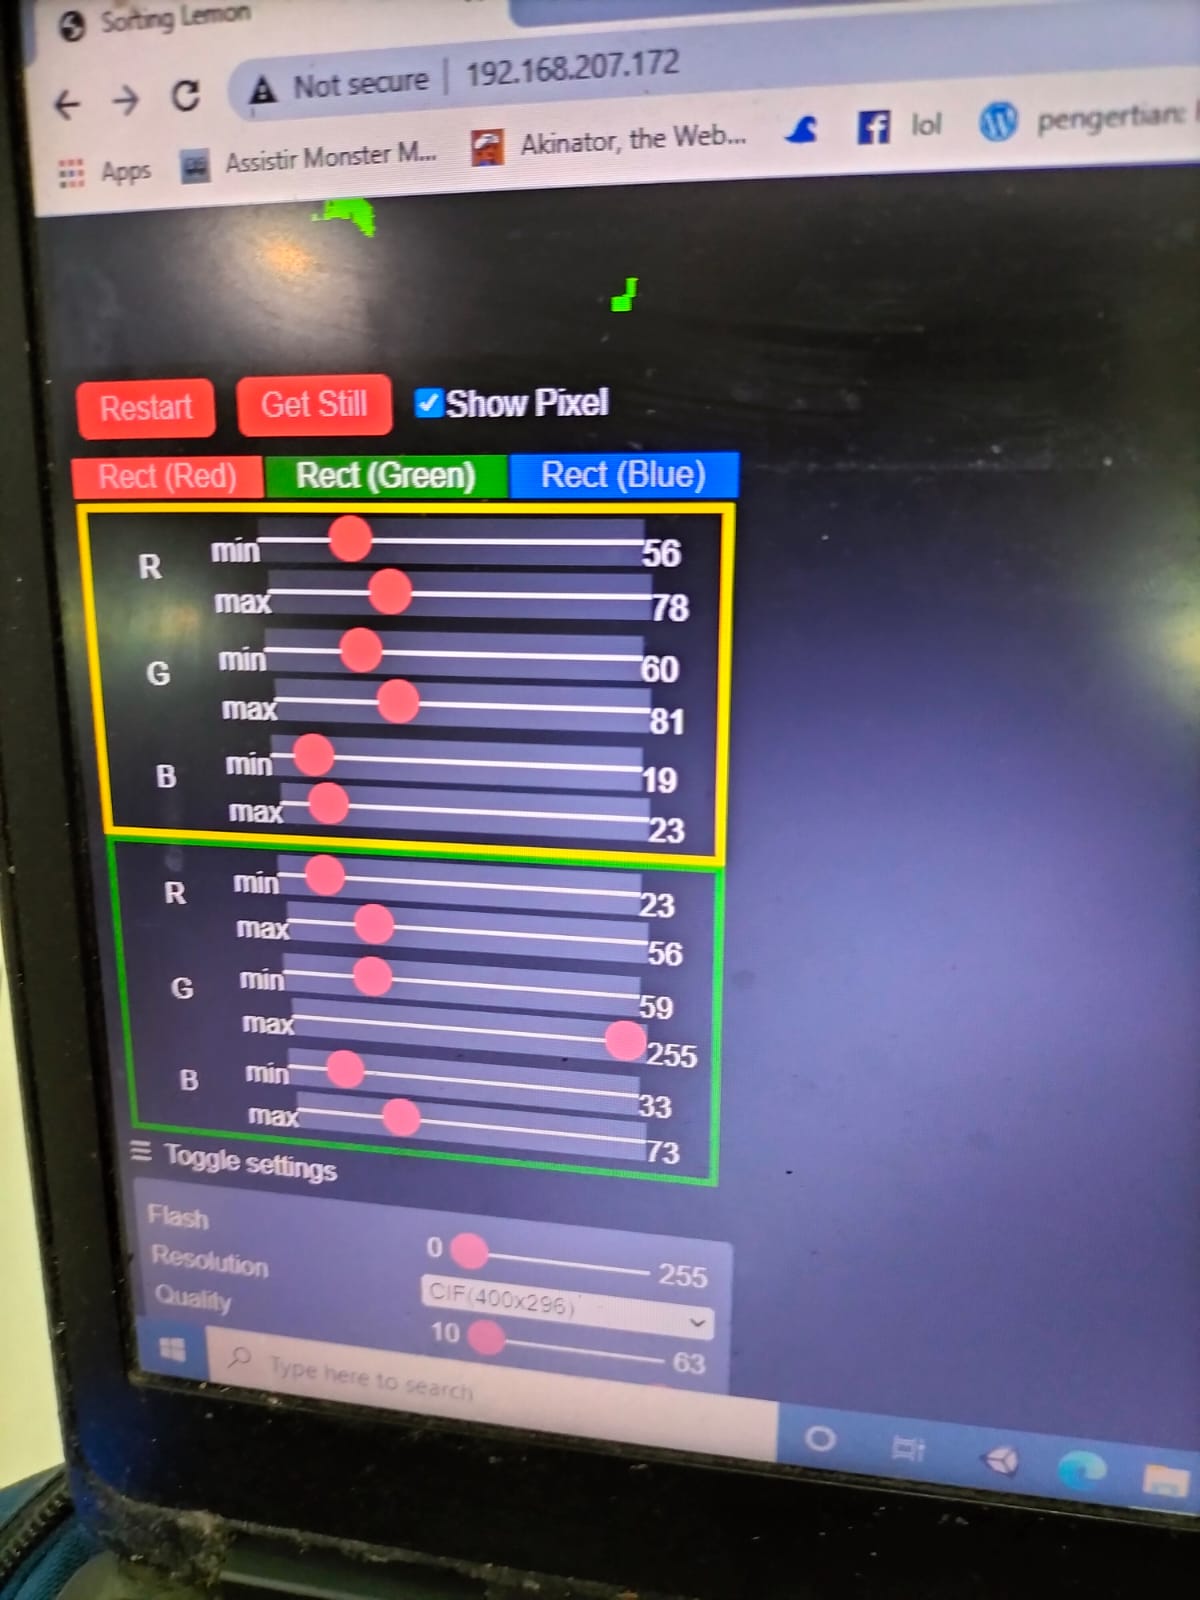 Sorting Lemon
Not secure | 192.168.207.172
Apps Assistir Monster M... Akinator, the Web... lol pengertian:
Restart Get Still Show Pixel
Rect (Red) Rect (Green) Rect (Blue)
R min 56
max 78
G min 60
max 81
B min 19
max 23
R min 23
max 56
G min 59
max 255
B min 33
max 73
☰ Toggle settings
Flash 0 255
Resolution CIF(400x296)
Quality 10 63
Type here to search